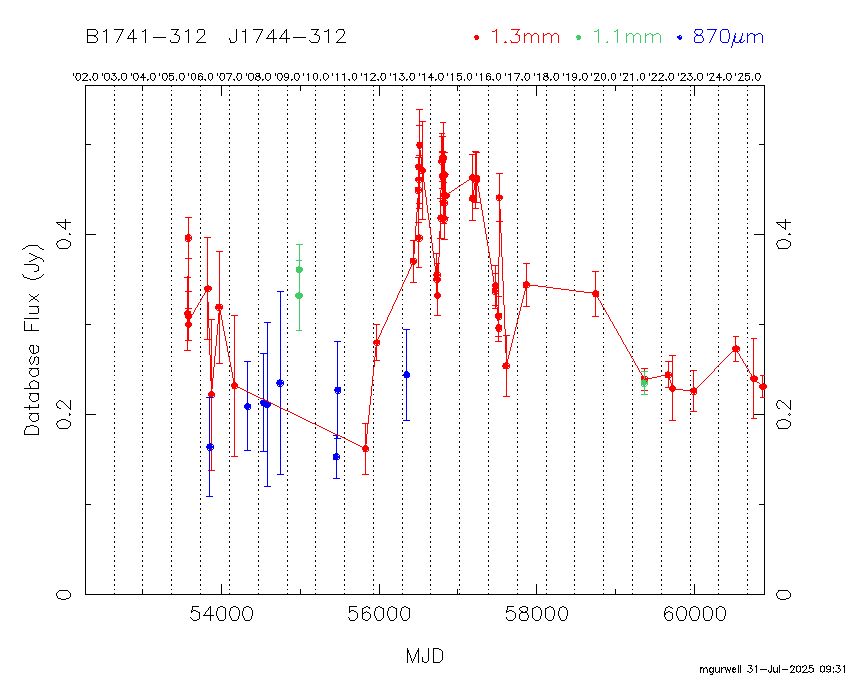 B1741-312 J1744-312 1.3mm 1.1mm 870μm
'02.0 '03.0 '04.0 '05.0 '06.0 '07.0 '08.0 '09.0 '10.0 '11.0 '12.0 '13.0 '14.0 '15.0 '16.0 '17.0 '18.0 '19.0 '20.0 '21.0 '22.0 '23.0 '24.0 '25.0
0.4 0.4
Database Flux (Jy)
0.2 0.2
0 0
54000 56000 58000 60000
MJD
mgurwell 31-Jul-2025 09:31